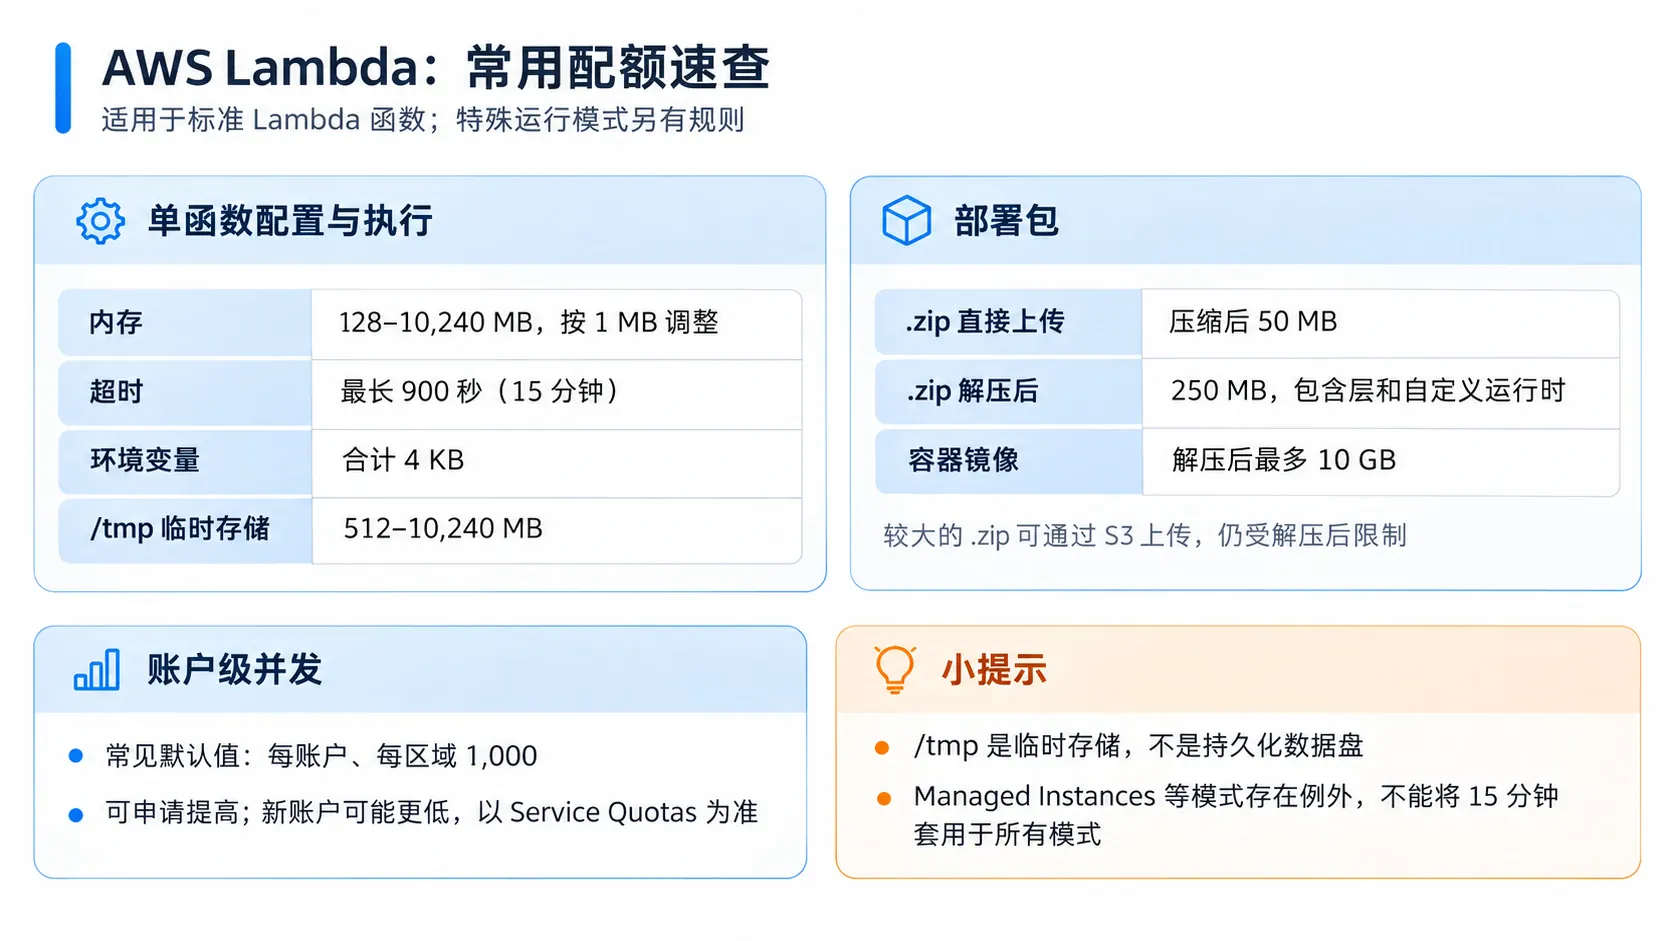 AWS Lambda：常用配额速查
适用于标准 Lambda 函数；特殊运行模式另有规则
单函数配置与执行
内存
128–10,240 MB，按 1 MB 调整
超时
最长 900 秒（15 分钟）
环境变量
合计 4 KB
/tmp 临时存储
512–10,240 MB
部署包
.zip 直接上传
压缩后 50 MB
.zip 解压后
250 MB，包含层和自定义运行时
容器镜像
解压后最多 10 GB
较大的 .zip 可通过 S3 上传，仍受解压后限制
账户级并发
常见默认值：每账户、每区域 1,000
可申请提高；新账户可能更低，以 Service Quotas 为准
小提示
/tmp 是临时存储，不是持久化数据盘
Managed Instances 等模式存在例外，不能将 15 分钟
套用于所有模式